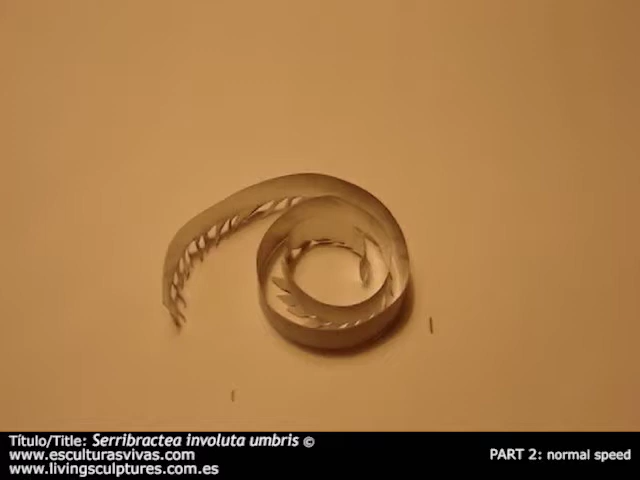 Título/Title: Serribractea involuta umbris ©
www.esculturasvivas.com
PART 2: normal speed
www.livingsculptures.com.es